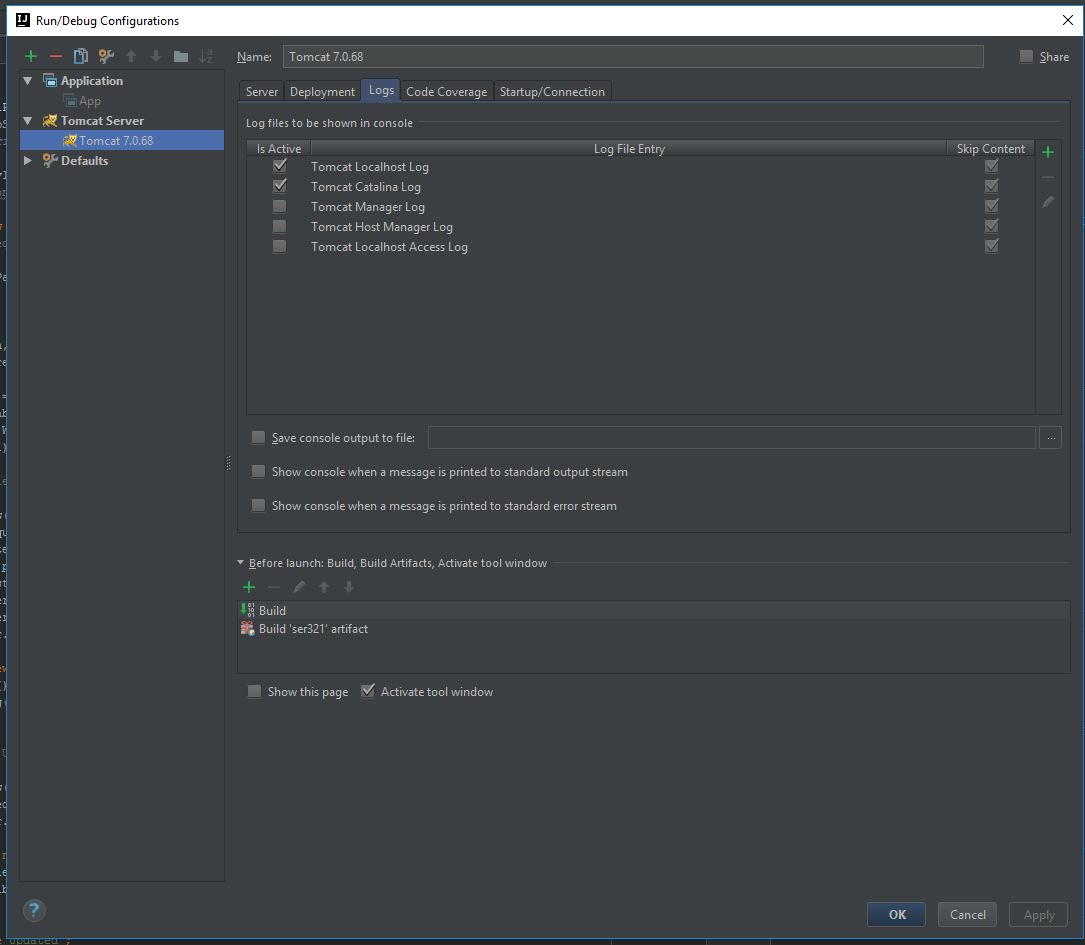 Run/Debug Configurations
Name: Tomcat 7.0.68 Share
Application
App
Tomcat Server
Tomcat 7.0.68
Defaults
Server Deployment Logs Code Coverage Startup/Connection
Log files to be shown in console
Is Active Log File Entry Skip Content
Tomcat Localhost Log
Tomcat Catalina Log
Tomcat Manager Log
Tomcat Host Manager Log
Tomcat Localhost Access Log
Save console output to file: ...
Show console when a message is printed to standard output stream
Show console when a message is printed to standard error stream
Before launch: Build, Build Artifacts, Activate tool window
Build
Build 'ser321' artifact
Show this page Activate tool window
? OK Cancel Apply